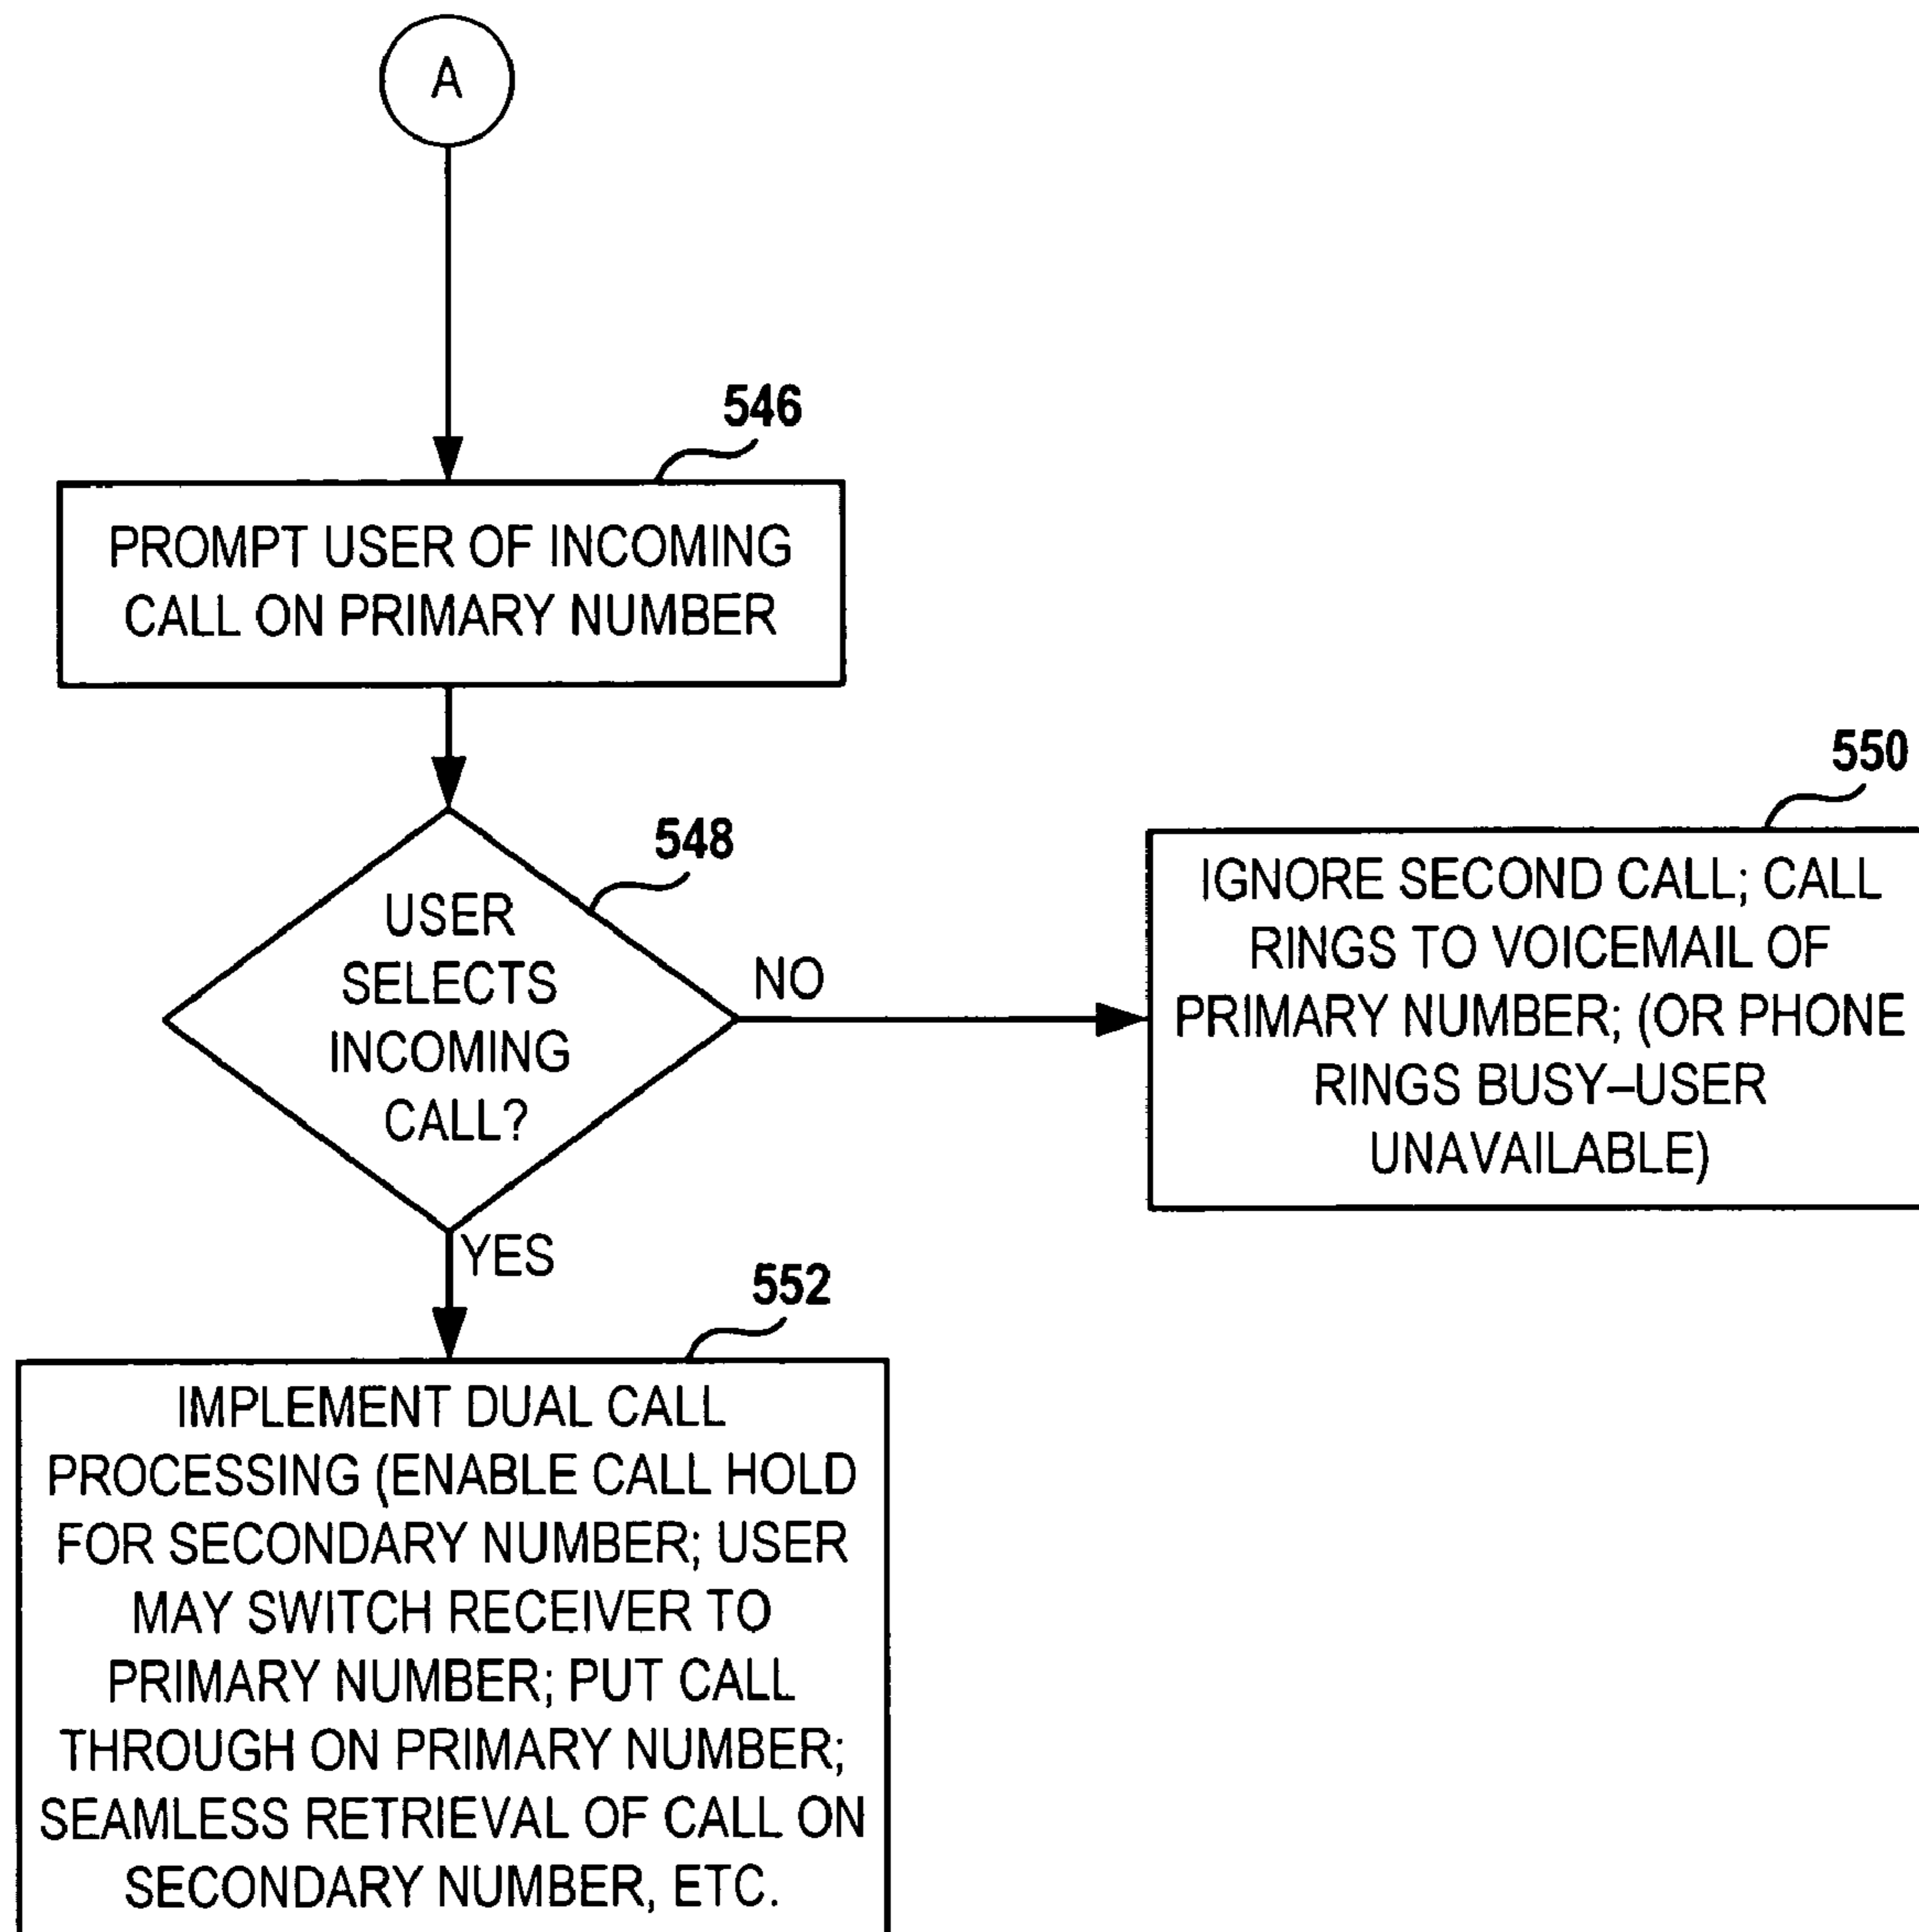 A
546
PROMPT USER OF INCOMING
CALL ON PRIMARY NUMBER
548
USER
SELECTS
INCOMING
CALL?
NO
550
IGNORE SECOND CALL; CALL
RINGS TO VOICEMAIL OF
PRIMARY NUMBER; (OR PHONE
RINGS BUSY–USER
UNAVAILABLE)
YES
552
IMPLEMENT DUAL CALL
PROCESSING (ENABLE CALL HOLD
FOR SECONDARY NUMBER; USER
MAY SWITCH RECEIVER TO
PRIMARY NUMBER; PUT CALL
THROUGH ON PRIMARY NUMBER;
SEAMLESS RETRIEVAL OF CALL ON
SECONDARY NUMBER, ETC.